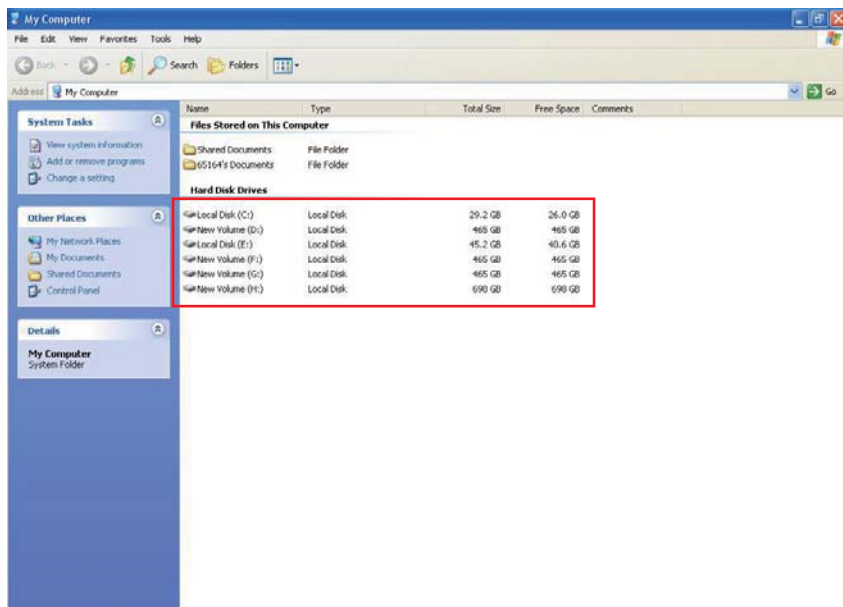 My Computer
File Edit View Favorites Tools Help
Back Search Folders
Address My Computer Go
Name Type Total Size Free Space Comments
System Tasks
View system information
Add or remove programs
Change a setting
Other Places
My Network Places
My Documents
Shared Documents
Control Panel
Details
My Computer
System Folder
Files Stored on This Computer
Shared Documents File Folder
65164's Documents File Folder
Hard Disk Drives
Local Disk (C:) Local Disk 29.2 GB 26.0 GB
New Volume (D:) Local Disk 465 GB 465 GB
Local Disk (E:) Local Disk 45.2 GB 40.6 GB
New Volume (F:) Local Disk 465 GB 465 GB
New Volume (G:) Local Disk 465 GB 465 GB
New Volume (H:) Local Disk 698 GB 698 GB